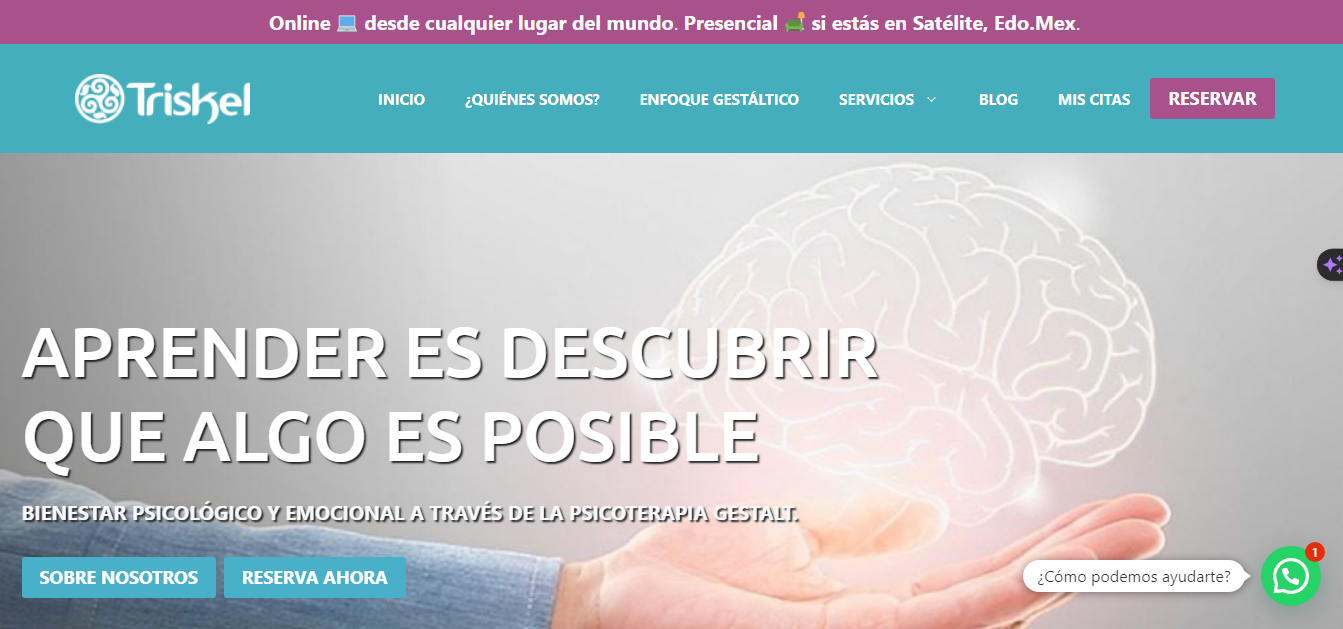 Online 💻 desde cualquier lugar del mundo. Presencial 🛋️ si estás en Satélite, Edo.Mex.
Triskel
INICIO
¿QUIÉNES SOMOS?
ENFOQUE GESTÁLTICO
SERVICIOS
BLOG
MIS CITAS
RESERVAR
APRENDER ES DESCUBRIR
QUE ALGO ES POSIBLE
BIENESTAR PSICOLÓGICO Y EMOCIONAL A TRAVÉS DE LA PSICOTERAPIA GESTALT.
SOBRE NOSOTROS
RESERVA AHORA
¿Cómo podemos ayudarte?
1